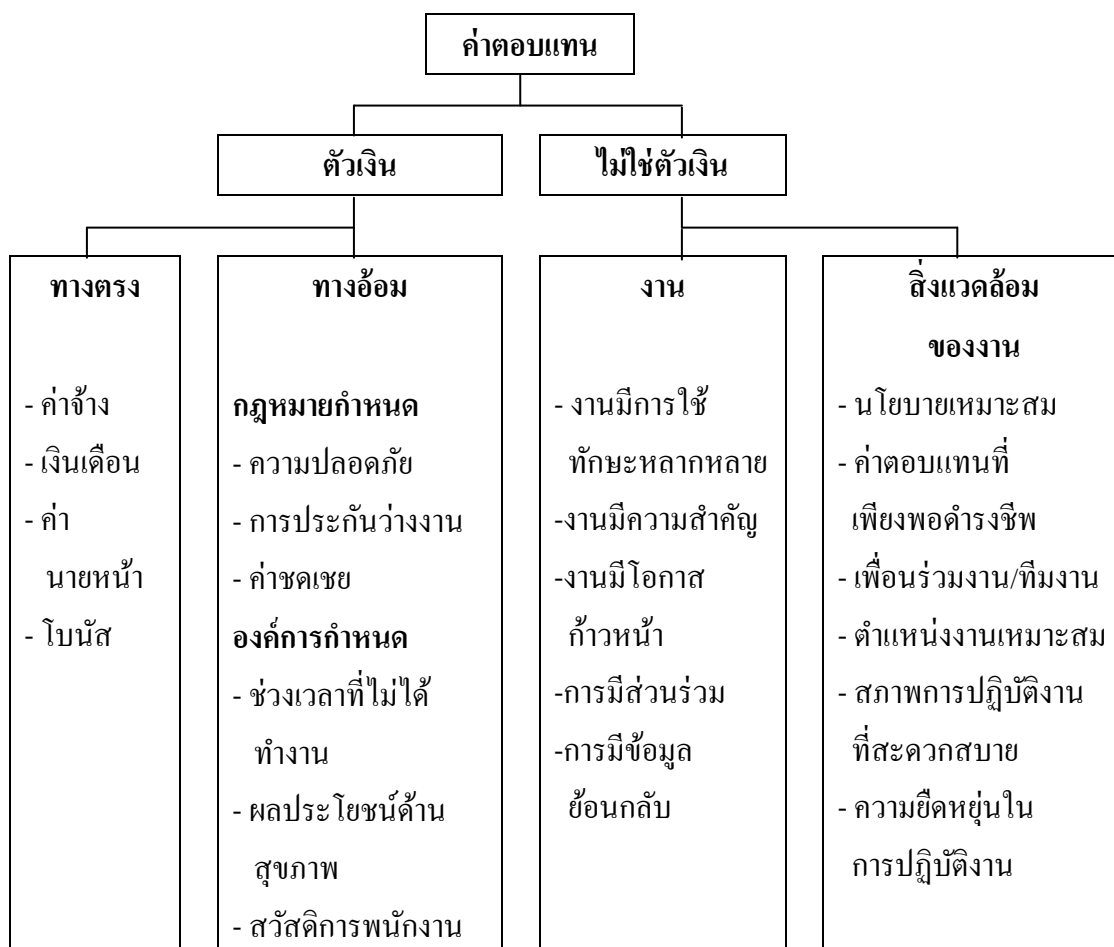 ค่าตอบแทน
ตัวเงิน
ไม่ใช่ตัวเงิน
ทางตรง
- ค่าจ้าง
- เงินเดือน
- ค่า
นายหน้า
- โบนัส
ทางอ้อม
กฎหมายกำหนด
- ความปลอดภัย
- การประกันว่างงาน
- ค่าชดเชย
องค์การกำหนด
- ช่วงเวลาที่ไม่ได้
ทำงาน
- ผลประโยชน์ด้าน
สุขภาพ
- สวัสดิการพนักงาน
งาน
- งานมีการใช้
ทักษะหลากหลาย
-งานมีความสำคัญ
-งานมีโอกาส
ก้าวหน้า
-การมีส่วนร่วม
-การมีข้อมูล
ย้อนกลับ
สิ่งแวดล้อม
ของงาน
- นโยบายเหมาะสม
- ค่าตอบแทนที่
เพียงพอดำรงชีพ
- เพื่อนร่วมงาน/ทีมงาน
- ตำแหน่งงานเหมาะสม
- สภาพการปฏิบัติงาน
ที่สะดวกสบาย
- ความยืดหยุ่นใน
การปฏิบัติงาน